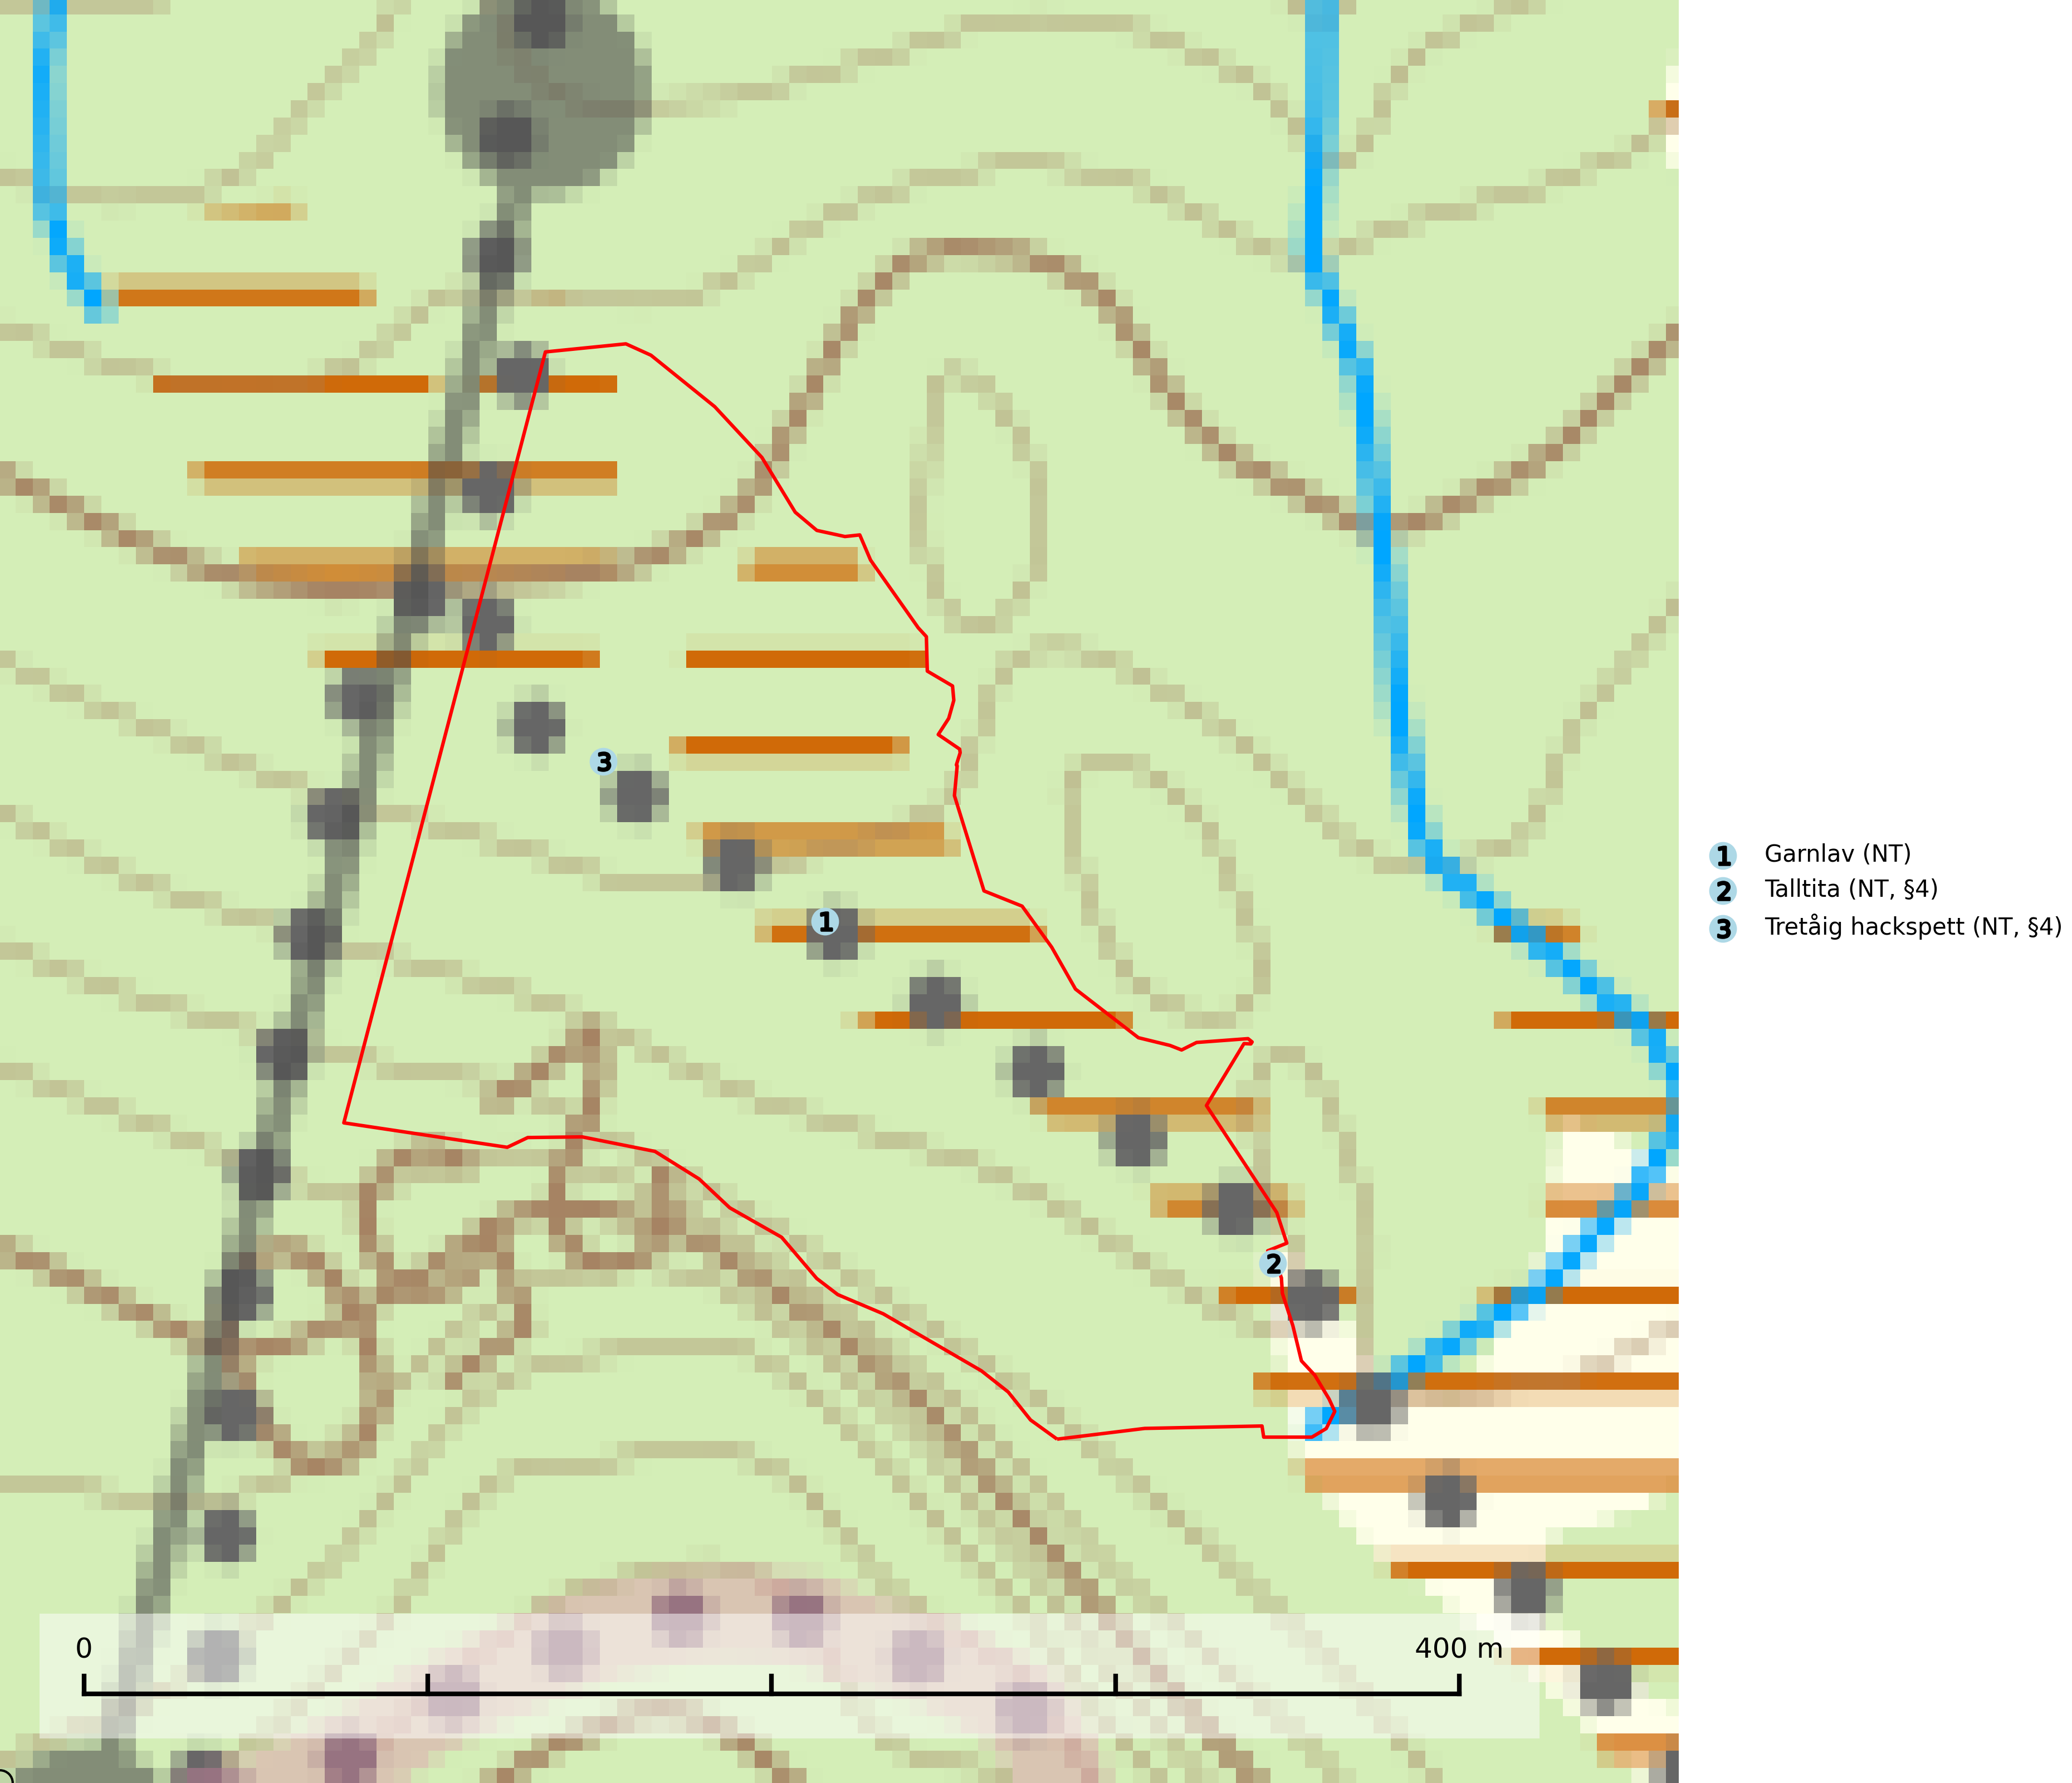 3
1
2
1 Garnlav (NT)
2 Talltita (NT, §4)
3 Tretåig hackspett (NT, §4)
0 400 m